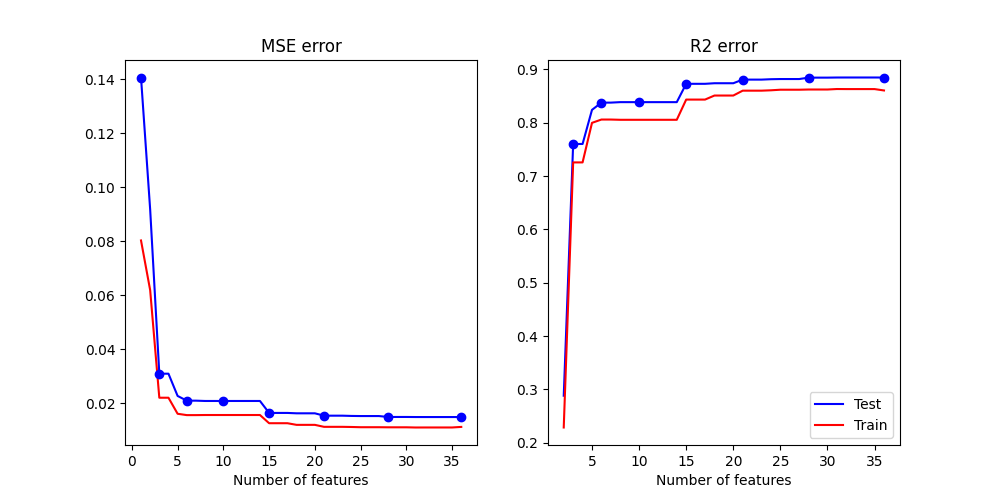 MSE error
R2 error
0.14
0.12
0.10
0.08
0.06
0.04
0.02
0 5 10 15 20 25 30 35
Number of features
0.9
0.8
0.7
0.6
0.5
0.4
0.3
0.2
5 10 15 20 25 30 35
Number of features
Test
Train